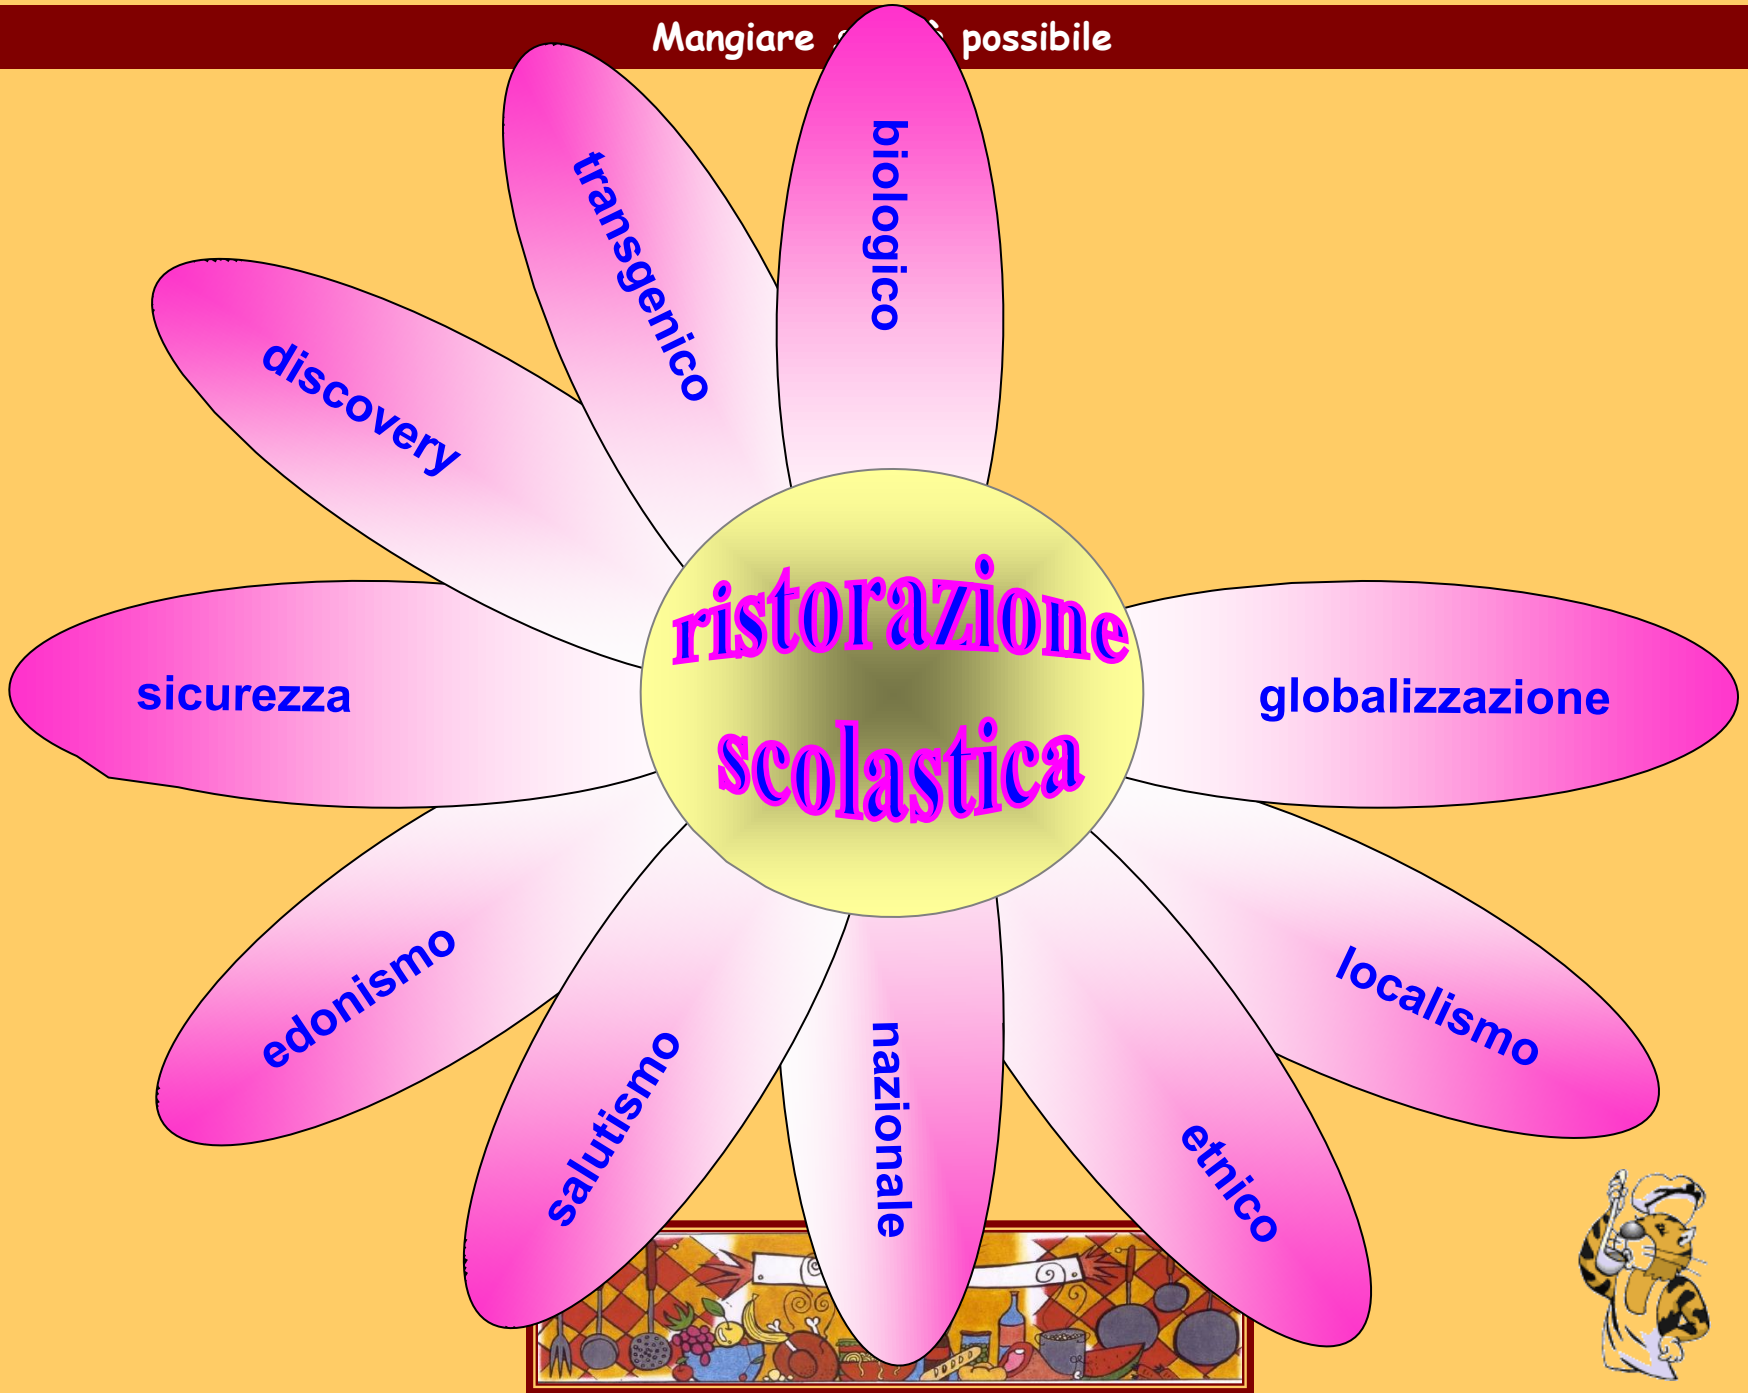 Mangiare possibile
biologico
transgenico
discovery
sicurezza
edonismo
salutismo
nazionale
etnico
localismo
globalizzazione
ristorazione
scolastica